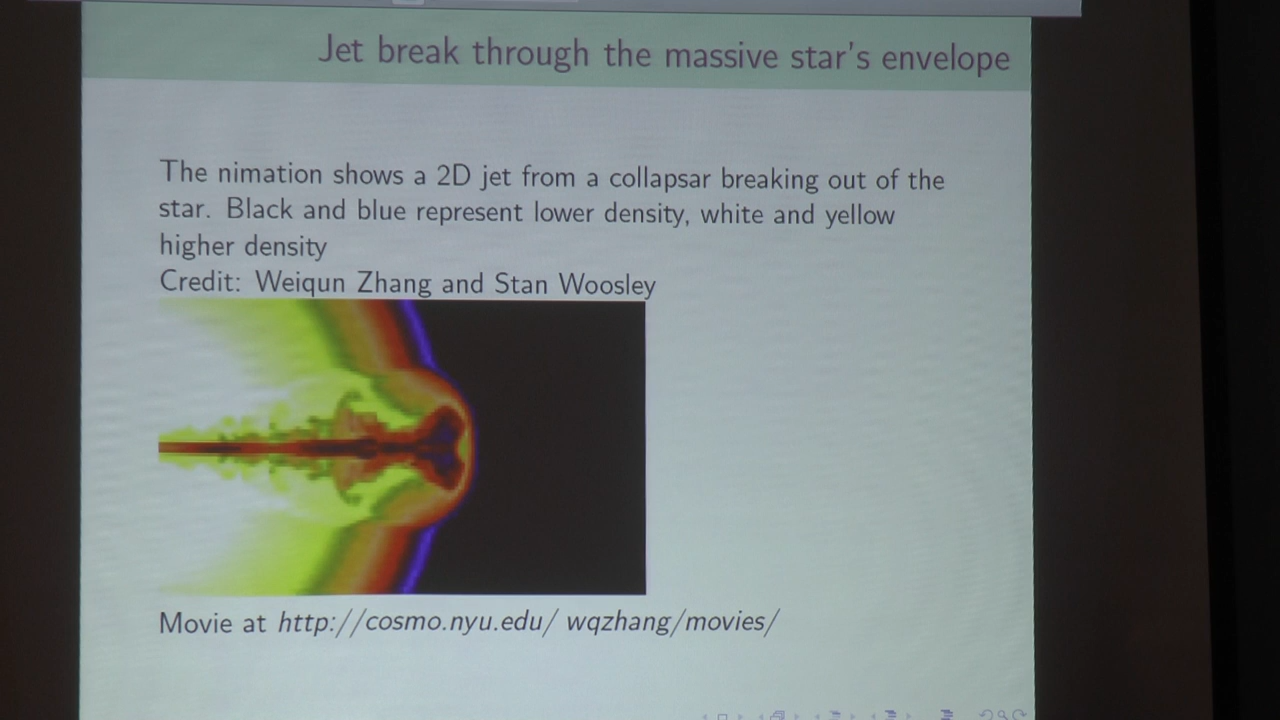 Jet break through the massive star's envelope
The nimation shows a 2D jet from a collapsar breaking out of the
star. Black and blue represent lower density, white and yellow
higher density
Credit: Weiqun Zhang and Stan Woosley
Movie at http://cosmo.nyu.edu/ wqzhang/movies/